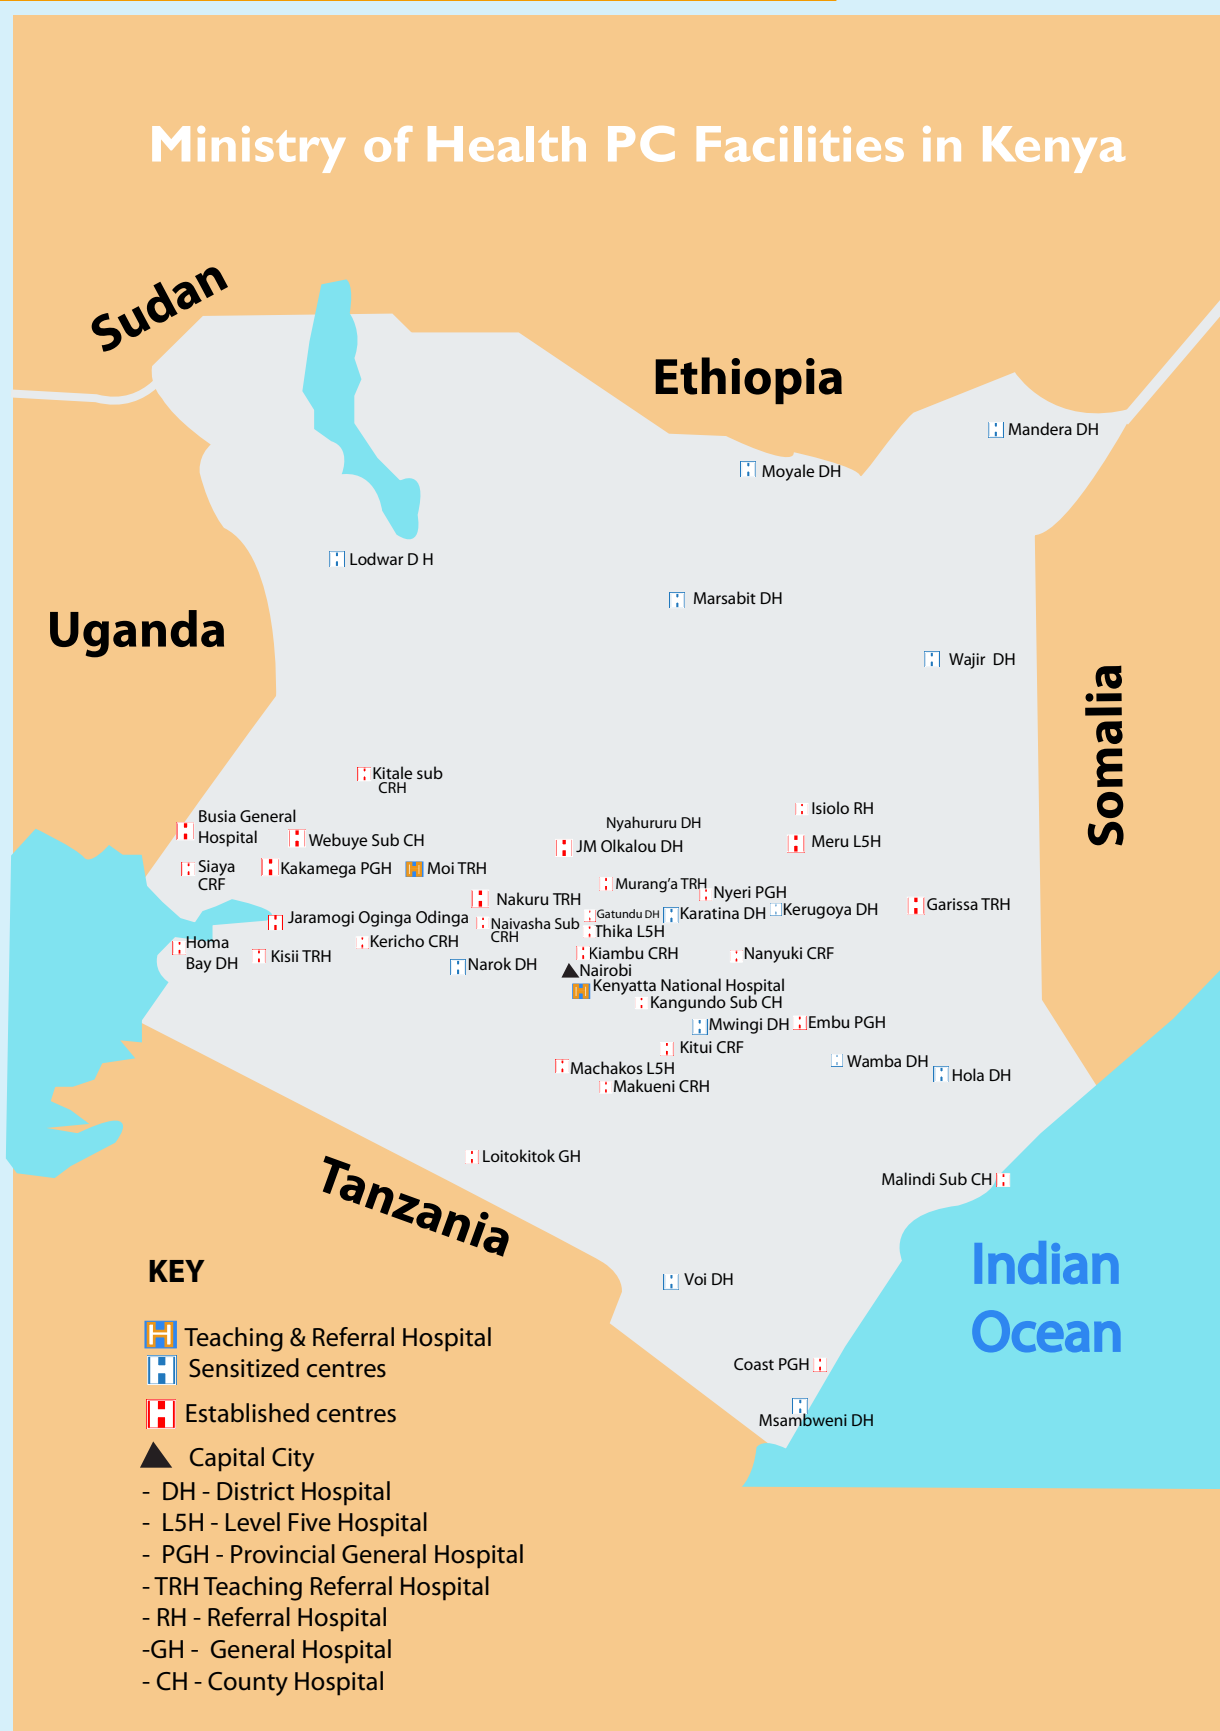 Ministry of Health PC Facilities in Kenya
Sudan
Ethiopia
Mandera DH
Moyale DH
Lodwar D H
Marsabit DH
Uganda
Wajir DH
Somalia
Kitale sub
CRH
Busia General
Hospital
Webuye Sub CH
Isiolo RH
Nyahururu DH
JM Olkalou DH
Meru L5H
Siaya
CRF
Kakamega PGH
Moi TRH
Murang'a TRH
Nyeri PGH
Nakuru TRH
Garissa TRH
Jaramogi Oginga Odinga
Naivasha Sub
CRH
Gatundu DH
Karatina DH
Kerugoya DH
Thika L5H
Homa
Bay DH
Kisii TRH
Kericho CRH
Narok DH
Kiambu CRH
Nanyuki CRF
Nairobi
Kenyatta National Hospital
Kangundo Sub CH
Mwingi DH
Embu PGH
Kitui CRF
Machakos L5H
Makueni CRH
Wamba DH
Hola DH
Loitokitok GH
Tanzania
Malindi Sub CH
Voi DH
Indian
Ocean
Coast PGH
Msambweni DH
KEY
Teaching & Referral Hospital
Sensitized centres
Established centres
Capital City
- DH - District Hospital
- L5H - Level Five Hospital
- PGH - Provincial General Hospital
- TRH Teaching Referral Hospital
- RH - Referral Hospital
-GH - General Hospital
- CH - County Hospital